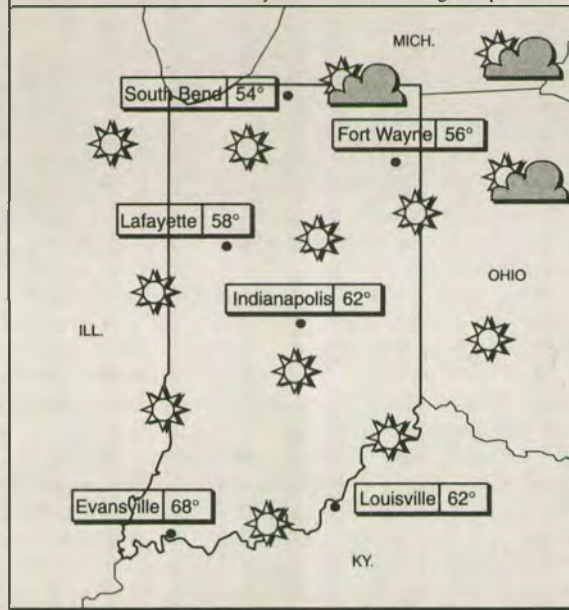 MICH.
South Bend 54°
Fort Wayne 56°
Lafayette 58°
OHIO
Indianapolis 62°
ILL.
Evansville 68°
Louisville 62°
KY.